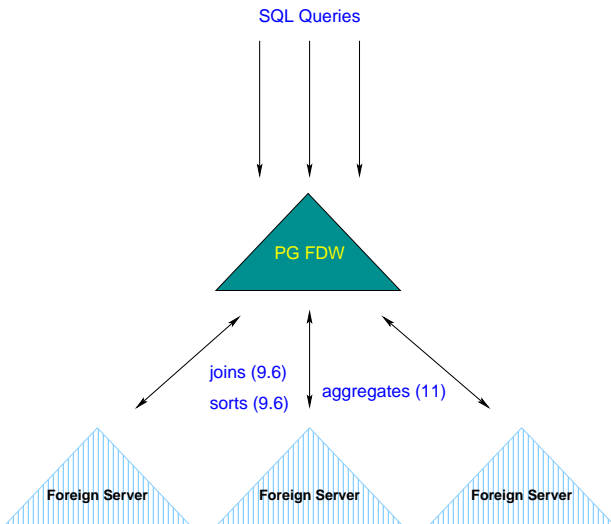 SQL Queries
PG FDW
joins (9.6)
sorts (9.6)
aggregates (11)
Foreign Server
Foreign Server
Foreign Server